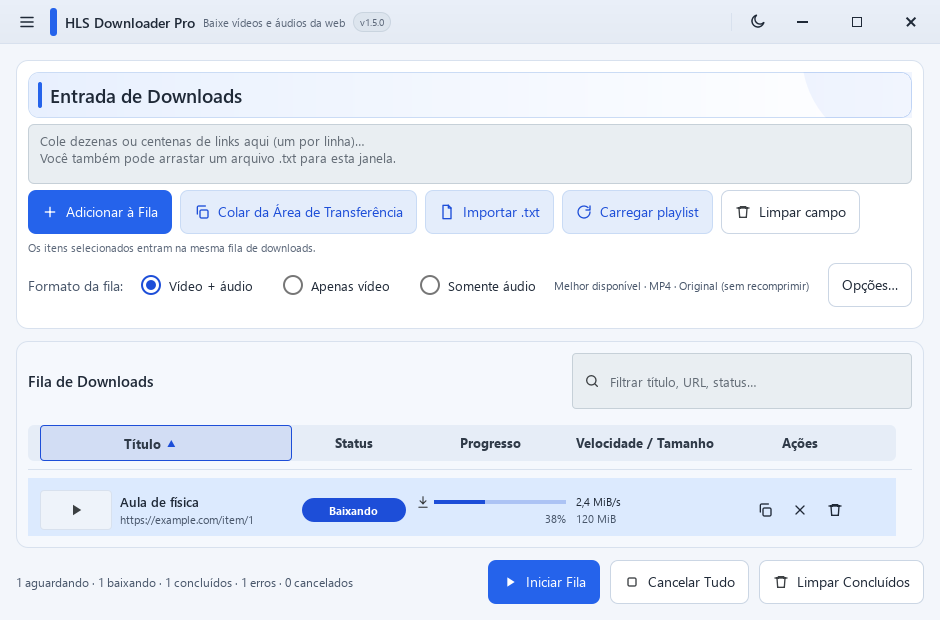 HLS Downloader Pro Baixe vídeos e áudios da web v1.5.0
Entrada de Downloads
Cole dezenas ou centenas de links aqui (um por linha)...
Você também pode arrastar um arquivo .txt para esta janela.
Adicionar à Fila Colar da Área de Transferência Importar .txt Carregar playlist Limpar campo
Os itens selecionados entram na mesma fila de downloads.
Formato da fila: Vídeo + áudio Apenas vídeo Somente áudio Melhor disponível · MP4 · Original (sem recomprimir) Opções...
Fila de Downloads Filtrar título, URL, status...
Título Status Progresso Velocidade / Tamanho Ações
Aula de física Baixando 2,4 MiB/s
https://example.com/item/1 38% 120 MiB
1 aguardando · 1 baixando · 1 concluídos · 1 erros · 0 cancelados Iniciar Fila Cancelar Tudo Limpar Concluídos